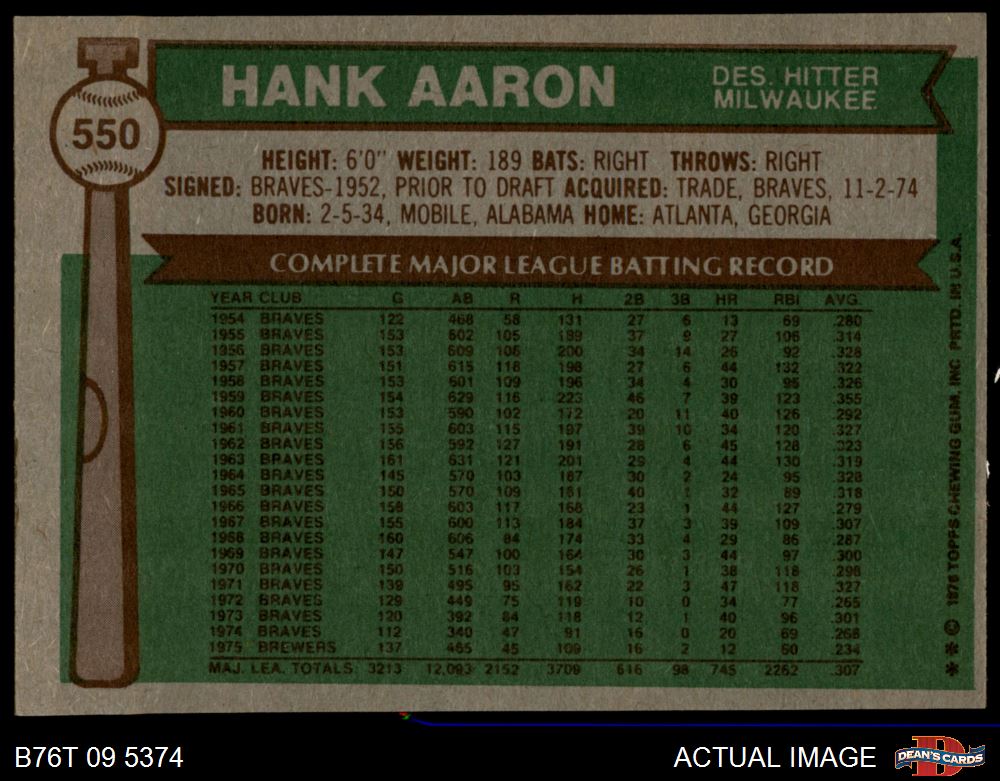 HANK AARON
DES. HITTER
MILWAUKEE
550
HEIGHT: 6'0" WEIGHT: 189 BATS: RIGHT THROWS: RIGHT
SIGNED: BRAVES-1952, PRIOR TO DRAFT ACQUIRED: TRADE, BRAVES, 11-2-74
BORN: 2-5-34, MOBILE, ALABAMA HOME: ATLANTA, GEORGIA
COMPLETE MAJOR LEAGUE BATTING RECORD
YEAR CLUB G AB R H 2B 3B HR RBI AVG.
1954 BRAVES 122 468 58 131 27 6 13 69 .280
1955 BRAVES 153 602 105 189 37 9 27 106 .314
1956 BRAVES 153 609 106 200 34 14 26 92 .328
1957 BRAVES 151 615 118 198 27 6 44 132 .322
1958 BRAVES 153 601 109 196 34 4 30 95 .326
1959 BRAVES 154 629 116 223 46 7 39 123 .355
1960 BRAVES 153 590 102 172 20 11 40 126 .292
1961 BRAVES 155 603 115 197 39 10 34 120 .327
1962 BRAVES 156 592 127 191 28 6 45 128 .323
1963 BRAVES 161 631 121 201 29 4 44 130 .319
1964 BRAVES 145 570 103 187 30 2 24 95 .328
1965 BRAVES 150 570 109 181 40 1 32 89 .318
1966 BRAVES 158 603 117 168 23 1 44 127 .279
1967 BRAVES 155 600 113 184 37 3 39 109 .307
1968 BRAVES 160 606 84 174 33 4 29 86 .287
1969 BRAVES 147 547 100 164 30 3 44 97 .300
1970 BRAVES 150 516 103 154 26 1 38 118 .298
1971 BRAVES 139 495 95 162 22 3 47 118 .327
1972 BRAVES 129 449 75 119 10 0 34 77 .265
1973 BRAVES 120 392 84 118 12 1 40 96 .301
1974 BRAVES 112 340 47 91 16 0 20 69 .268
1975 BREWERS 137 465 45 109 16 2 12 60 .234
MAJ. LEA. TOTALS 3213 12,093 2152 3709 616 98 745 2262 .307
* * © 1976 TOPPS CHEWING GUM, INC. PRTD. IN U.S.A.
B76T 09 5374
ACTUAL IMAGE
D
DEAN'S CARDS